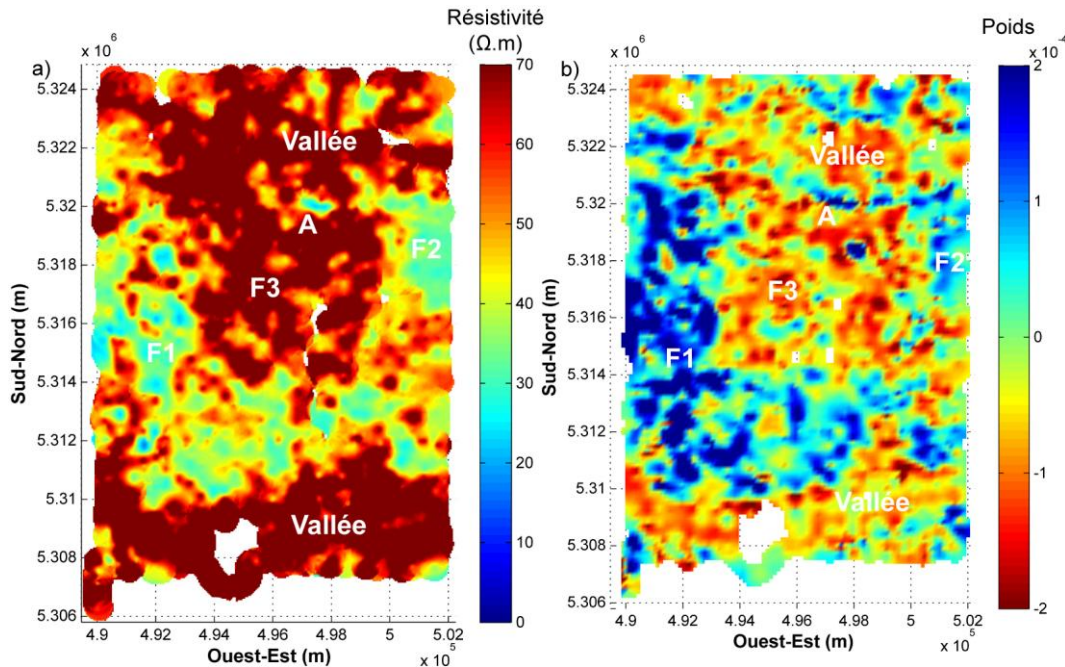 Résistivité
(Ω.m)
x 10 6
a)
5.324
5.322
5.32
5.318
5.316
5.314
5.312
5.31
5.308
5.306
Sud-Nord (m)
Vallée
A
F2
F3
F1
Vallée
4.9 4.92 4.94 4.96 4.98 5 5.02
Ouest-Est (m)
x 10 5
70
60
50
40
30
20
10
0
Poids
x 10 -4
x 10 6
b)
5.324
5.322
5.32
5.318
5.316
5.314
5.312
5.31
5.308
5.306
Sud-Nord (m)
Vallée
A
F2
F3
F1
Vallée
4.9 4.92 4.94 4.96 4.98 5 5.02
Ouest-Est (m)
x 10 5
2
1
0
-1
-2